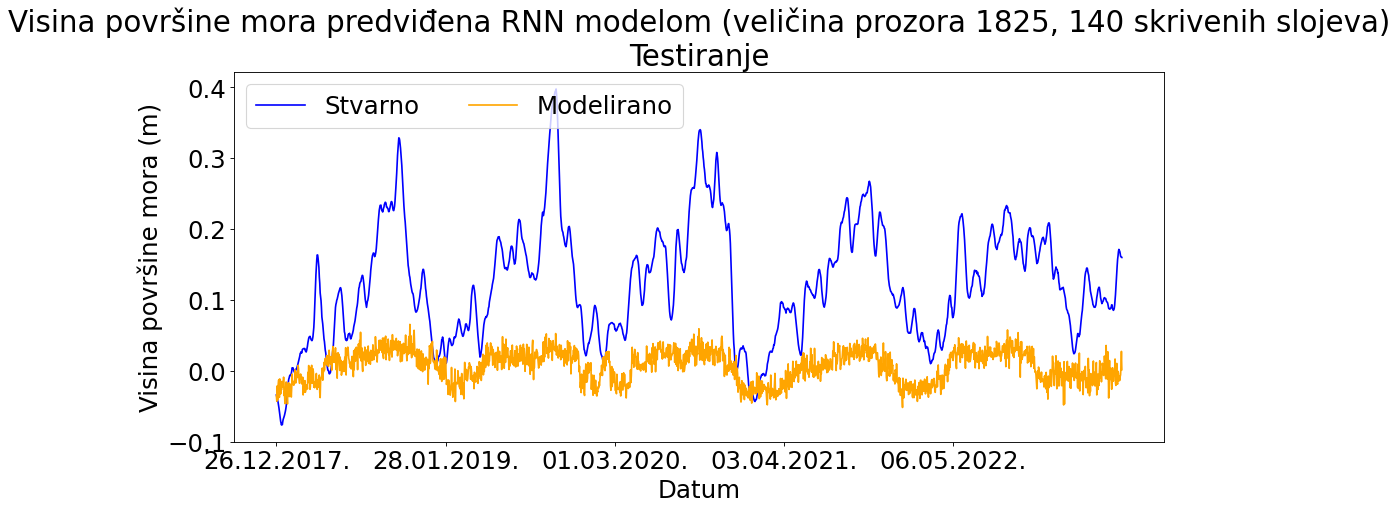 Visina površine mora predviđena RNN modelom (veličina prozora 1825, 140 skrivenih slojeva)
Testiranje
Stvarno
Modelirano
Visina površine mora (m)
0.4
0.3
0.2
0.1
0.0
−0.1
26.12.2017.
28.01.2019.
01.03.2020.
03.04.2021.
06.05.2022.
Datum